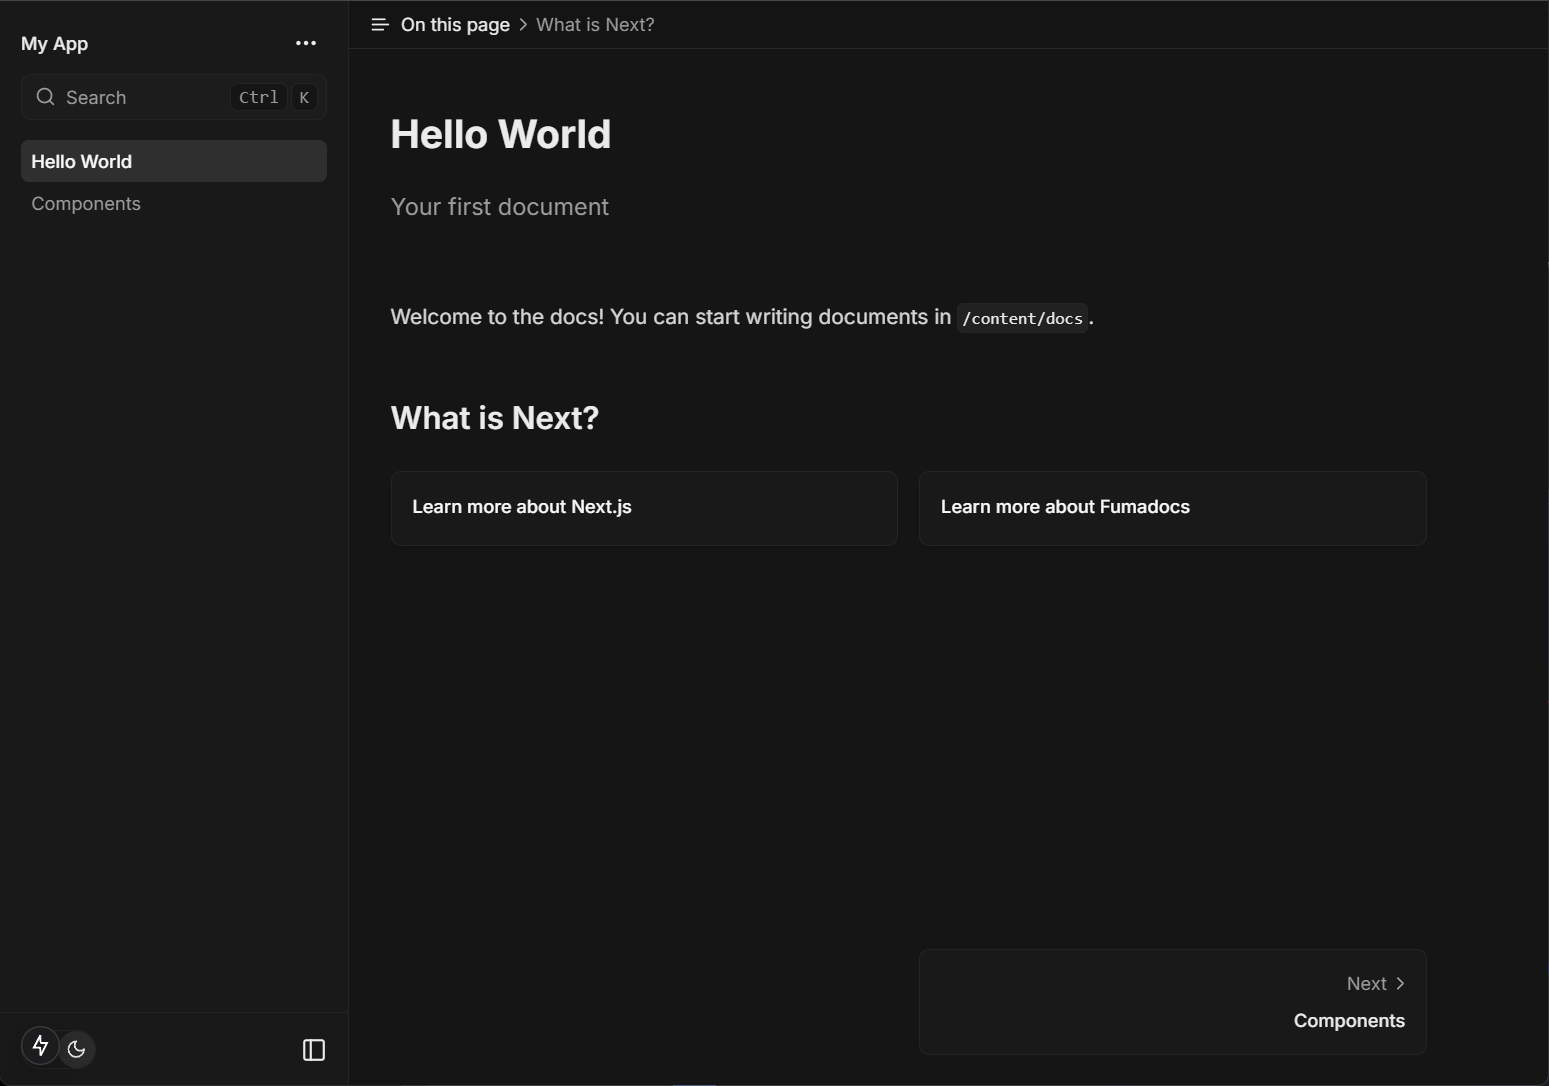 My App
Search Ctrl K
Hello World
Components
On this page > What is Next?
Hello World
Your first document
Welcome to the docs! You can start writing documents in /content/docs.
What is Next?
Learn more about Next.js
Learn more about Fumadocs
Next >
Components